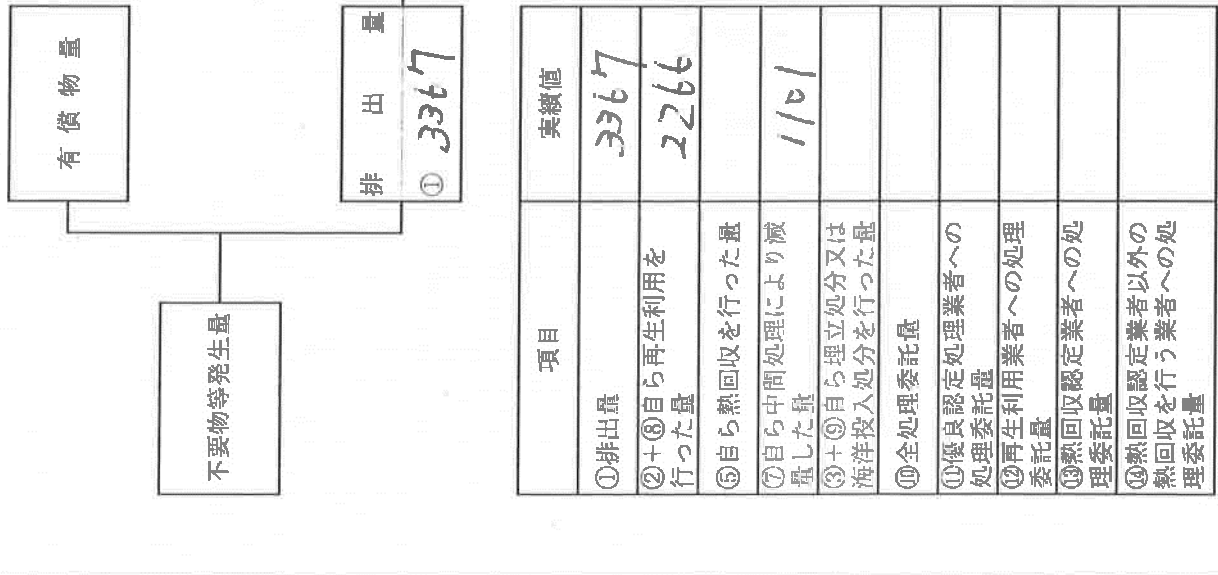 有償物量
不要物等発生量
排出量
① 3367
項目 実績値
①排出量 3367
②+⑧自ら再生利用を
行った量 2266
⑤自ら熱回収を行った量
⑦自ら中間処理により減
量した量 1101
③+⑨自ら埋立処分又は
海洋投入処分を行った量
⑩全処理委託量
⑪優良認定処理業者への
処理委託量
⑫再生利用業者への処理
委託量
⑬熱回収認定業者への処
理委託量
⑭熱回収認定業者以外の
熱回収を行う業者への処
理委託量